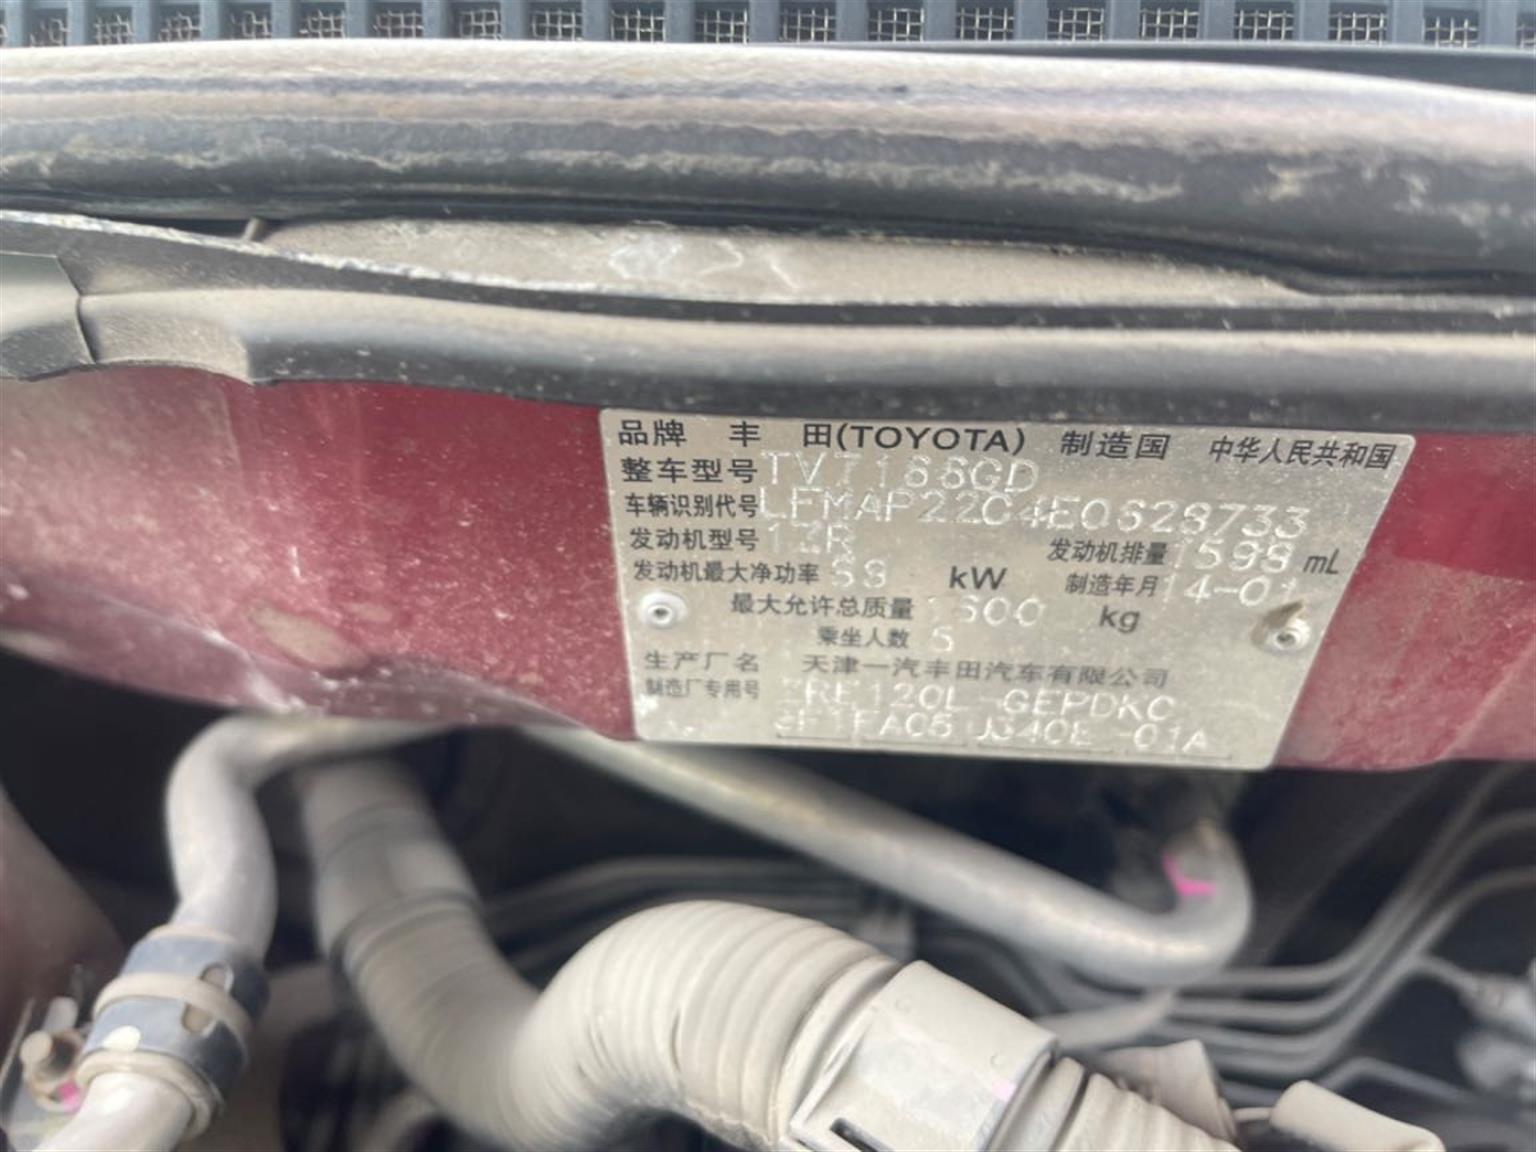 品牌 丰 田(TOYOTA) 制造国 中华人民共和国
整车型号
车辆识别代号 LFMAP22C4E0628733
发动机型号 1ZR 发动机排量 1598 mL
发动机最大净功率 kW 制造年月 14-01
最大允许总质量 kg
乘坐人数 5
生产厂名 天津一汽丰田汽车有限公司
制造厂专用号 GEPDKC
-01A